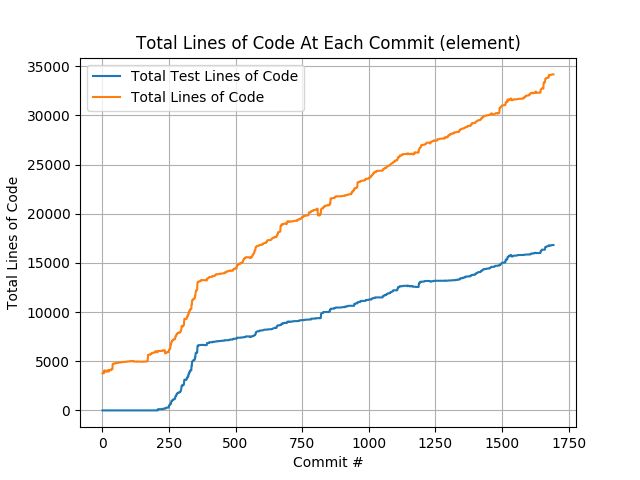 Total Lines of Code At Each Commit (element)
Total Test Lines of Code
Total Lines of Code
35000
30000
25000
20000
15000
10000
5000
0
Total Lines of Code
0 250 500 750 1000 1250 1500 1750
Commit #